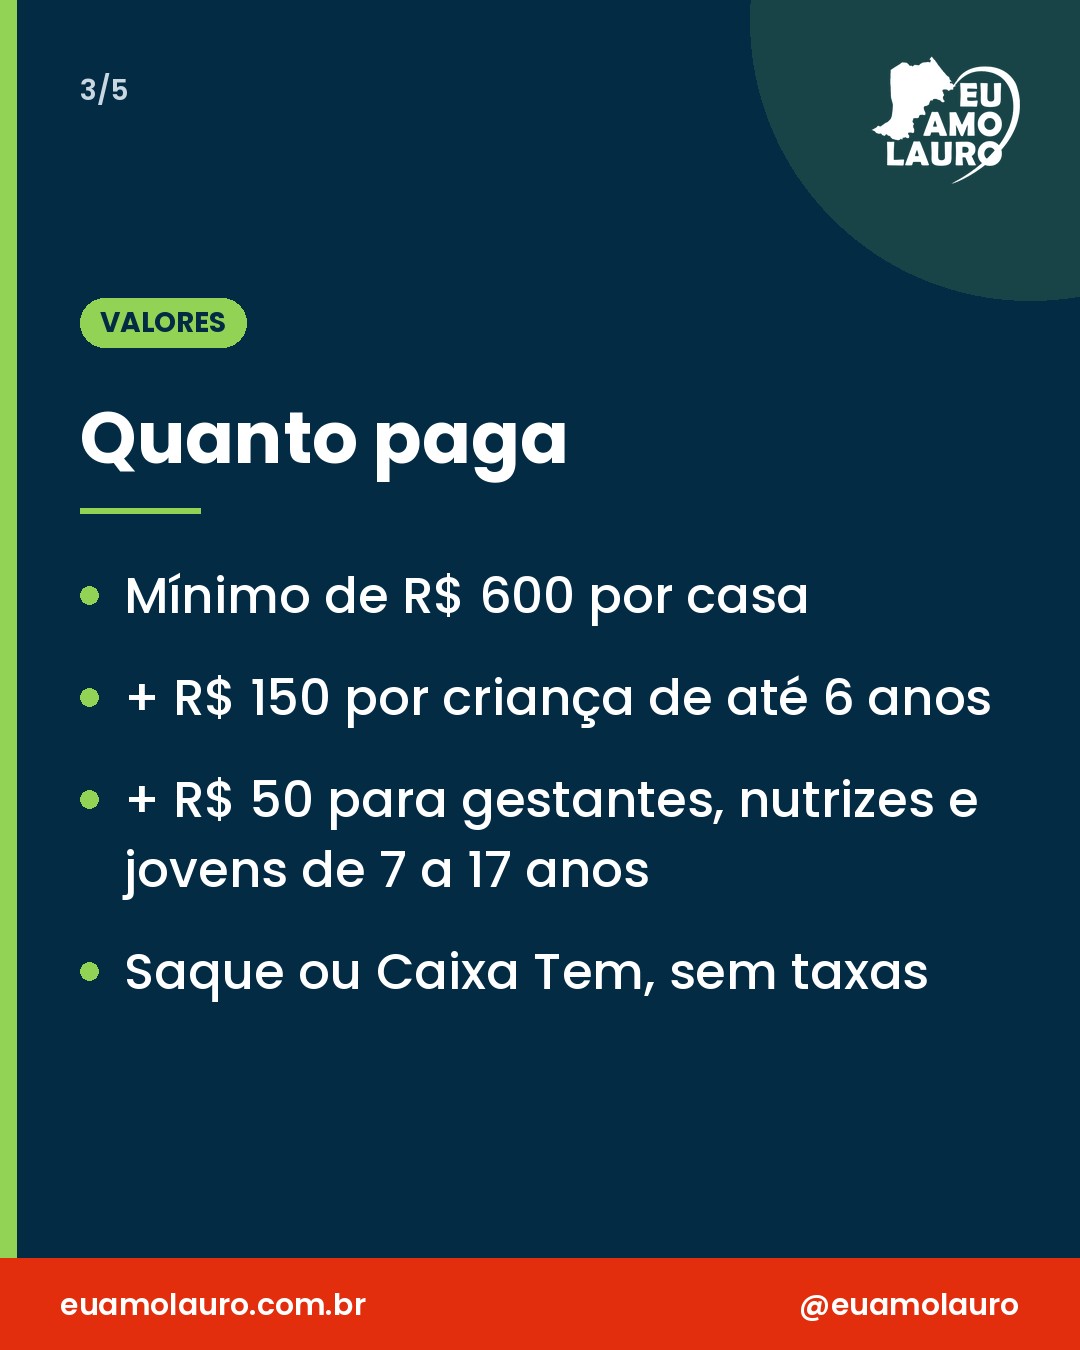 3/5
EU
AMO
LAURO
VALORES
Quanto paga
Mínimo de R$ 600 por casa
+ R$ 150 por criança de até 6 anos
+ R$ 50 para gestantes, nutrizes e
jovens de 7 a 17 anos
Saque ou Caixa Tem, sem taxas
euamolauro.com.br
@euamolauro